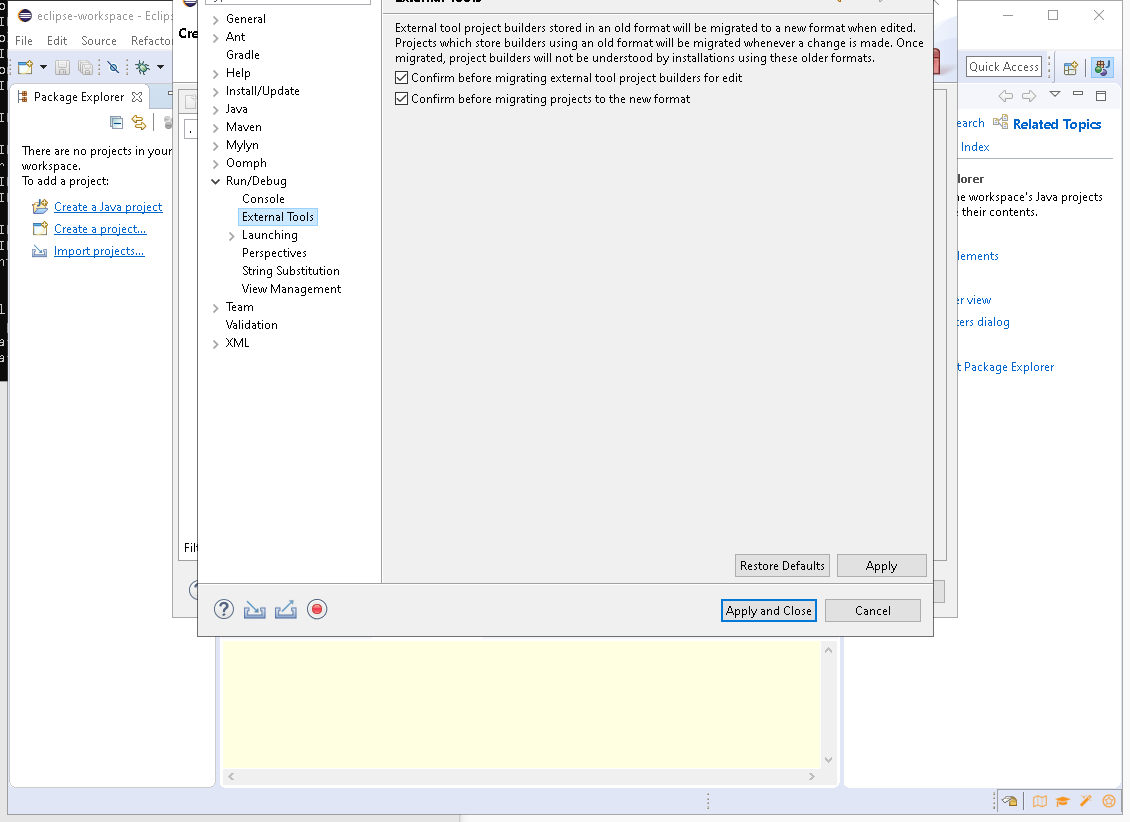 eclipse-workspace - Eclips
File Edit Source Refactor
Quick Access
Package Explorer
There are no projects in your
workspace.
To add a project:
Create a Java project
Create a project...
Import projects...
Cre
Filt
General
Ant
Gradle
Help
Install/Update
Java
Maven
Mylyn
Oomph
Run/Debug
Console
External Tools
Launching
Perspectives
String Substitution
View Management
Team
Validation
XML
External Tools
External tool project builders stored in an old format will be migrated to a new format when edited.
Projects which store builders using an old format will be migrated whenever a change is made. Once
migrated, project builders will not be understood by installations using these older formats.
Confirm before migrating external tool project builders for edit
Confirm before migrating projects to the new format
Restore Defaults Apply
Apply and Close Cancel
earch Related Topics
Index
lorer
he workspace's Java projects
their contents.
lements
er view
ters dialog
t Package Explorer